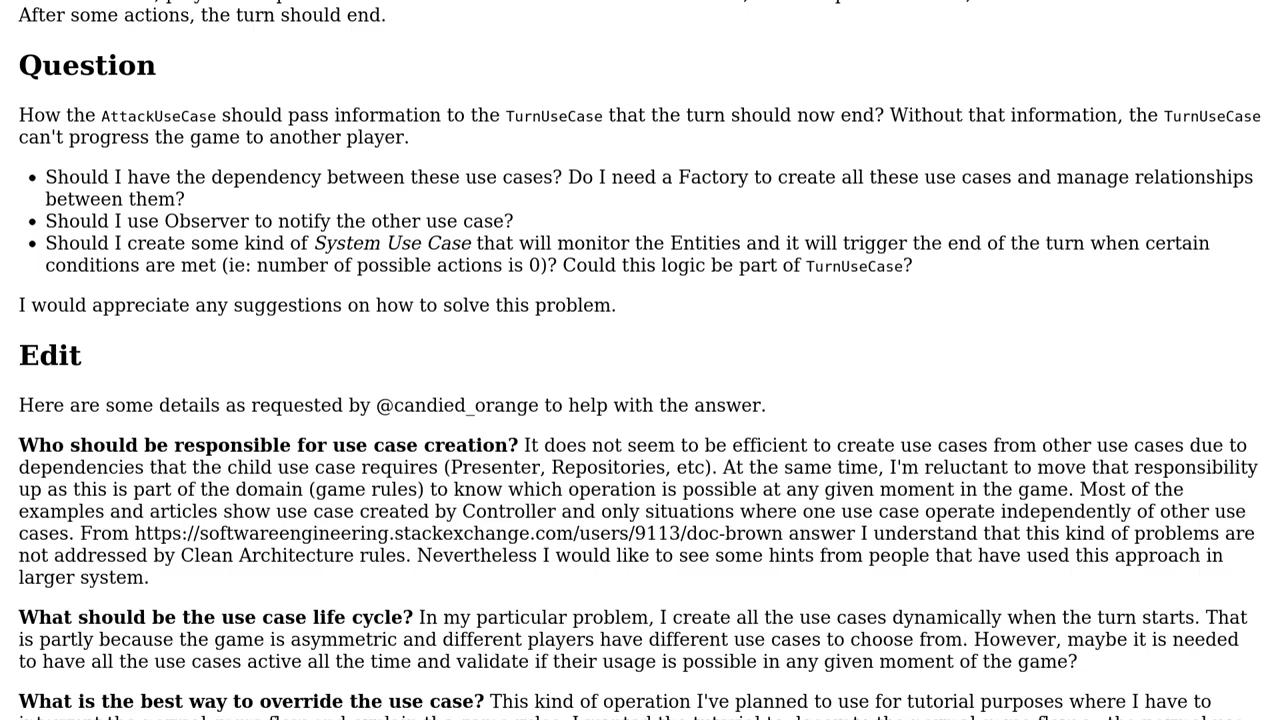 After some actions, the turn should end.
Question
How the AttackUseCase should pass information to the TurnUseCase that the turn should now end? Without that information, the TurnUseCase
can't progress the game to another player.
• Should I have the dependency between these use cases? Do I need a Factory to create all these use cases and manage relationships
between them?
• Should I use Observer to notify the other use case?
• Should I create some kind of System Use Case that will monitor the Entities and it will trigger the end of the turn when certain
conditions are met (ie: number of possible actions is 0)? Could this logic be part of TurnUseCase?
I would appreciate any suggestions on how to solve this problem.
Edit
Here are some details as requested by @candied_orange to help with the answer.
Who should be responsible for use case creation? It does not seem to be efficient to create use cases from other use cases due to
dependencies that the child use case requires (Presenter, Repositories, etc). At the same time, I'm reluctant to move that responsibility
up as this is part of the domain (game rules) to know which operation is possible at any given moment in the game. Most of the
examples and articles show use case created by Controller and only situations where one use case operate independently of other use
cases. From https://softwareengineering.stackexchange.com/users/9113/doc-brown answer I understand that this kind of problems are
not addressed by Clean Architecture rules. Nevertheless I would like to see some hints from people that have used this approach in
larger system.
What should be the use case life cycle? In my particular problem, I create all the use cases dynamically when the turn starts. That
is partly because the game is asymmetric and different players have different use cases to choose from. However, maybe it is needed
to have all the use cases active all the time and validate if their usage is possible in any given moment of the game?
What is the best way to override the use case? This kind of operation I've planned to use for tutorial purposes where I have to